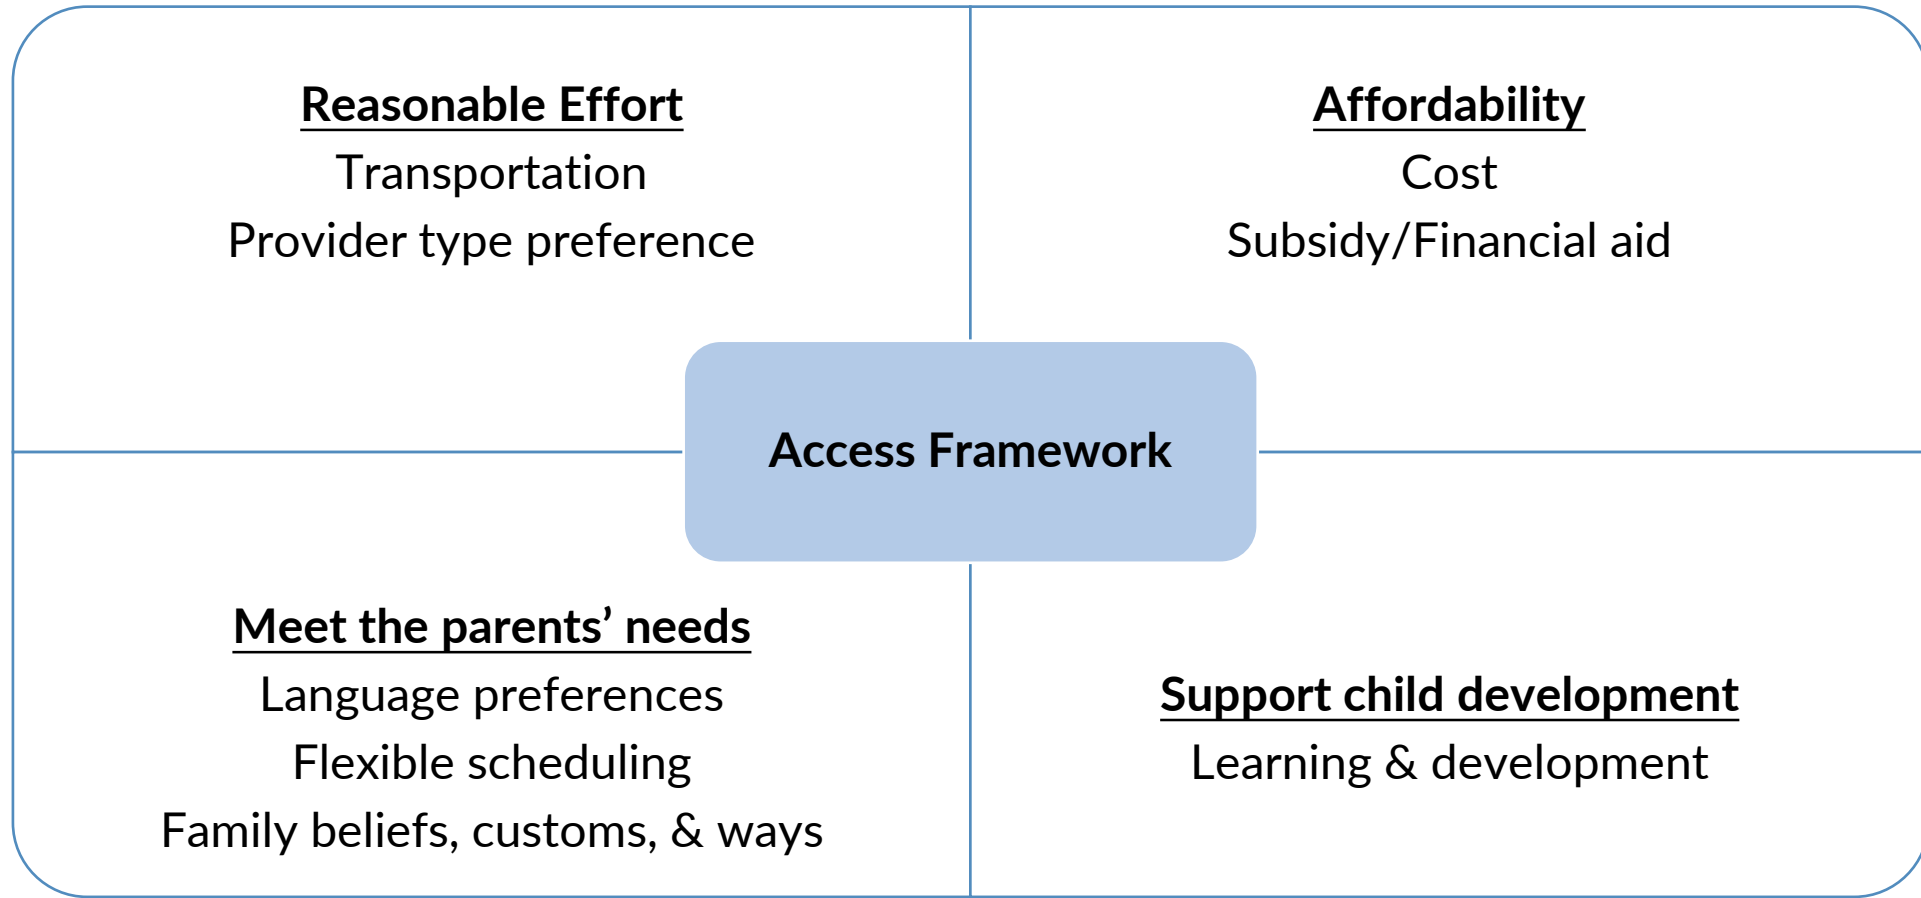 Reasonable Effort
Transportation
Provider type preference
Affordability
Cost
Subsidy/Financial aid
Access Framework
Meet the parents’ needs
Language preferences
Flexible scheduling
Family beliefs, customs, & ways
Support child development
Learning & development